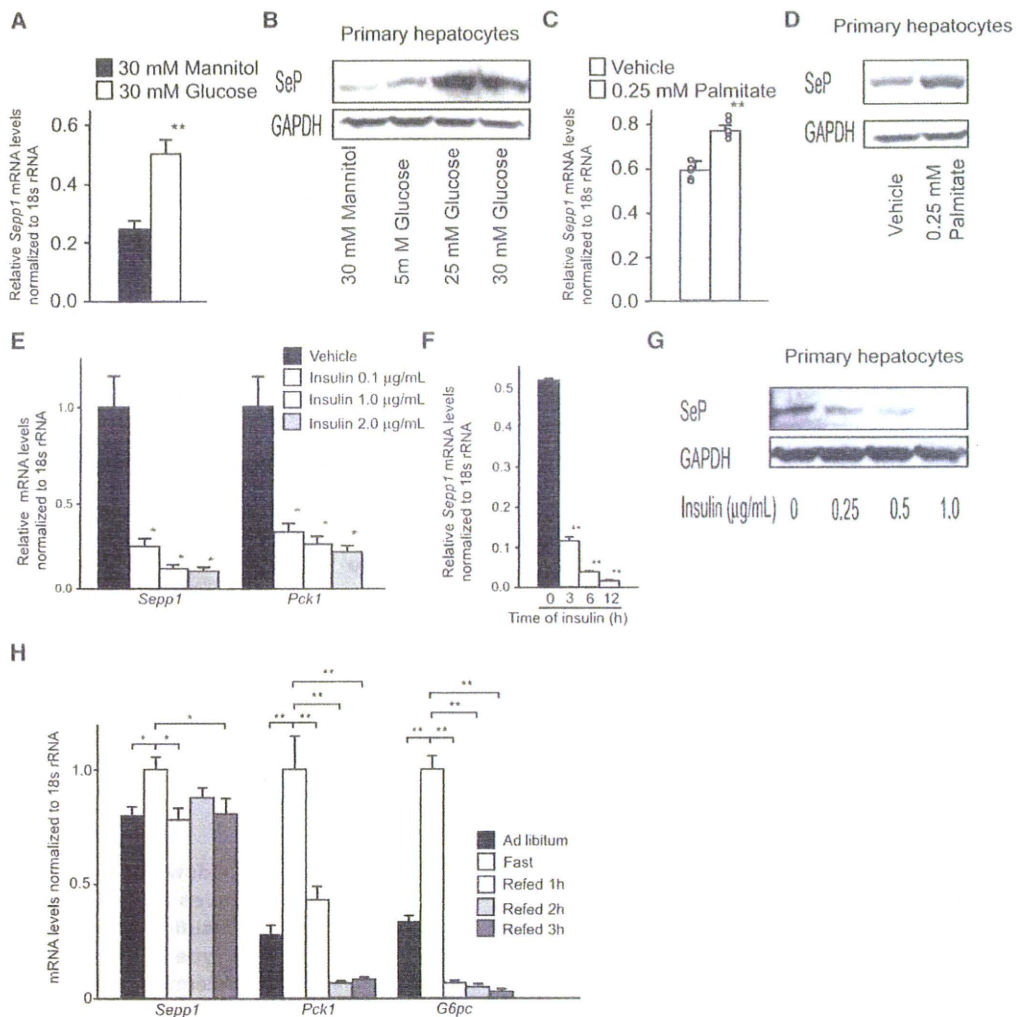 A
30 mM Mannitol
30 mM Glucose
Relative Sepp1 mRNA levels
normalized to 18s rRNA
0.6
0.4
0.2
0.0
**
B
Primary hepatocytes
SeP
GAPDH
30 mM Mannitol
5m M Glucose
25 mM Glucose
30 mM Glucose
C
Vehicle
0.25 mM Palmitate
Relative Sepp1 mRNA levels
normalized to 18s rRNA
0.8
0.6
0.4
0.2
0.0
**
D
Primary hepatocytes
SeP
GAPDH
Vehicle
0.25 mM
Palmitate
E
Vehicle
Insulin 0.1 μg/mL
Insulin 1.0 μg/mL
Insulin 2.0 μg/mL
Relative mRNA levels
normalized to 18s rRNA
1.0
0.5
0.0
* * *
* * *
Sepp1 Pck1
F
Relative Sepp1 mRNA levels
normalized to 18s rRNA
0.5
0.4
0.3
0.2
0.1
0.0
** ** **
0 3 6 12
Time of insulin (h)
G
Primary hepatocytes
SeP
GAPDH
Insulin (μg/mL) 0 0.25 0.5 1.0
H
mRNA levels normalized to 18s rRNA
1.0
0.5
0
* * *
** ** ** **
** ** ** **
Ad libitum
Fast
Refed 1h
Refed 2h
Refed 3h
Sepp1 Pck1 G6pc